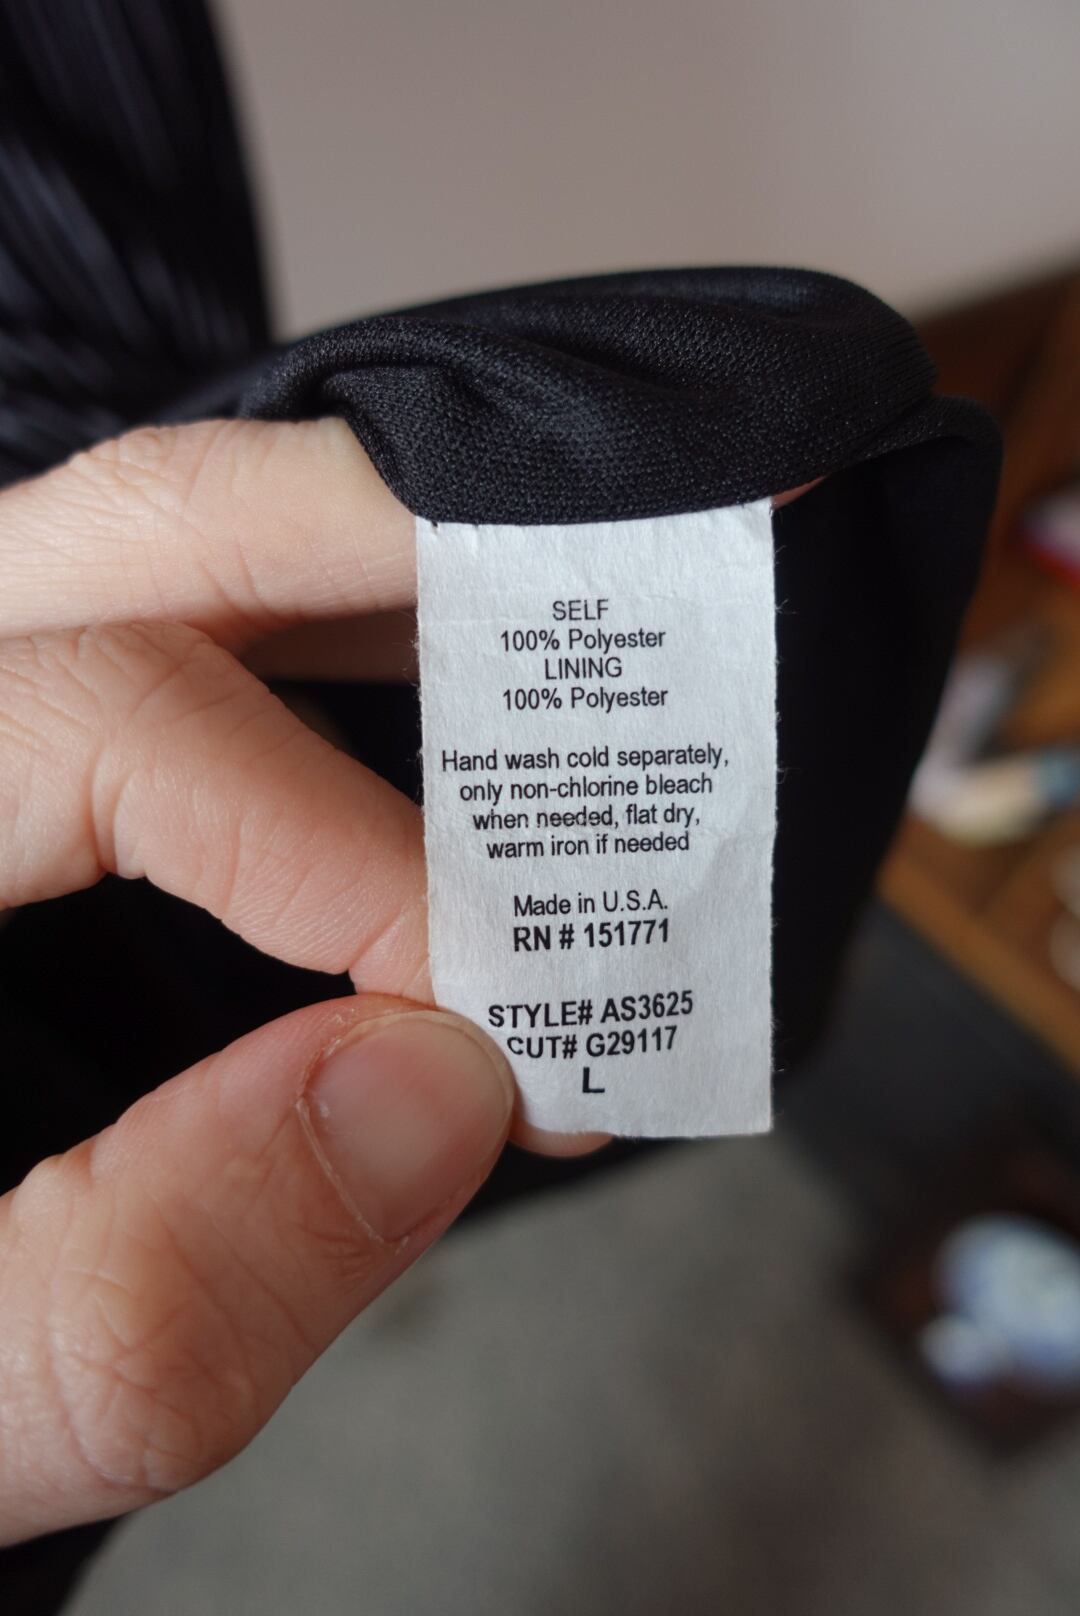 SELF
100% Polyester
LINING
100% Polyester
Hand wash cold separately,
only non-chlorine bleach
when needed, flat dry,
warm iron if needed
Made in U.S.A.
RN # 151771
STYLE# AS3625
CUT# G29117
L